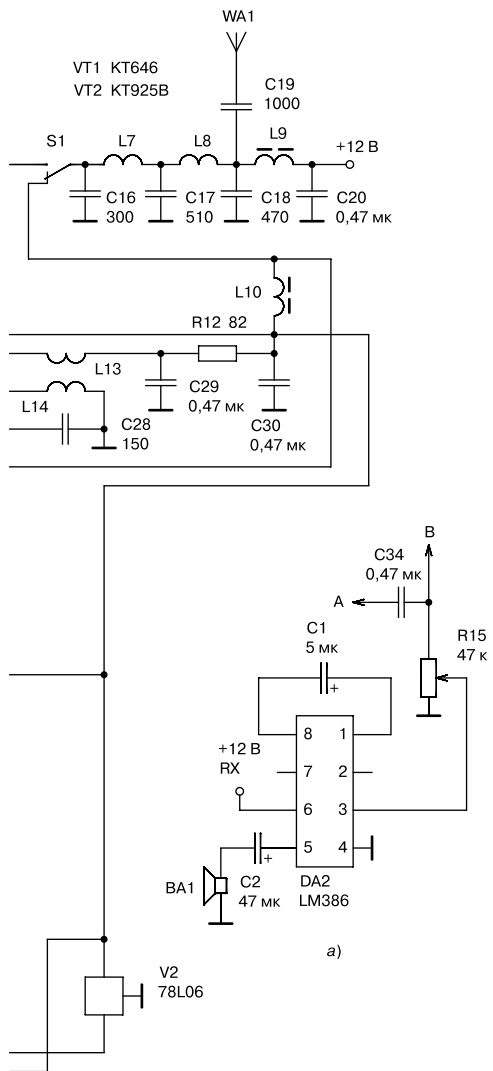 WA1
VT1 KT646
VT2 KT925В
C19
1000
S1
L7
L8
L9
+12 В
C16
300
C17
510
C18
470
C20
0,47 мк
L10
R12 82
L13
C29
0,47 мк
L14
C28
150
C30
0,47 мк
B
C34
0,47 мк
A
R15
47 к
C1
5 мк
+
8 1
+12 В
RX
7 2
6 3
5 4
+
BA1
C2
47 мк
DA2
LM386
а)
V2
78L06